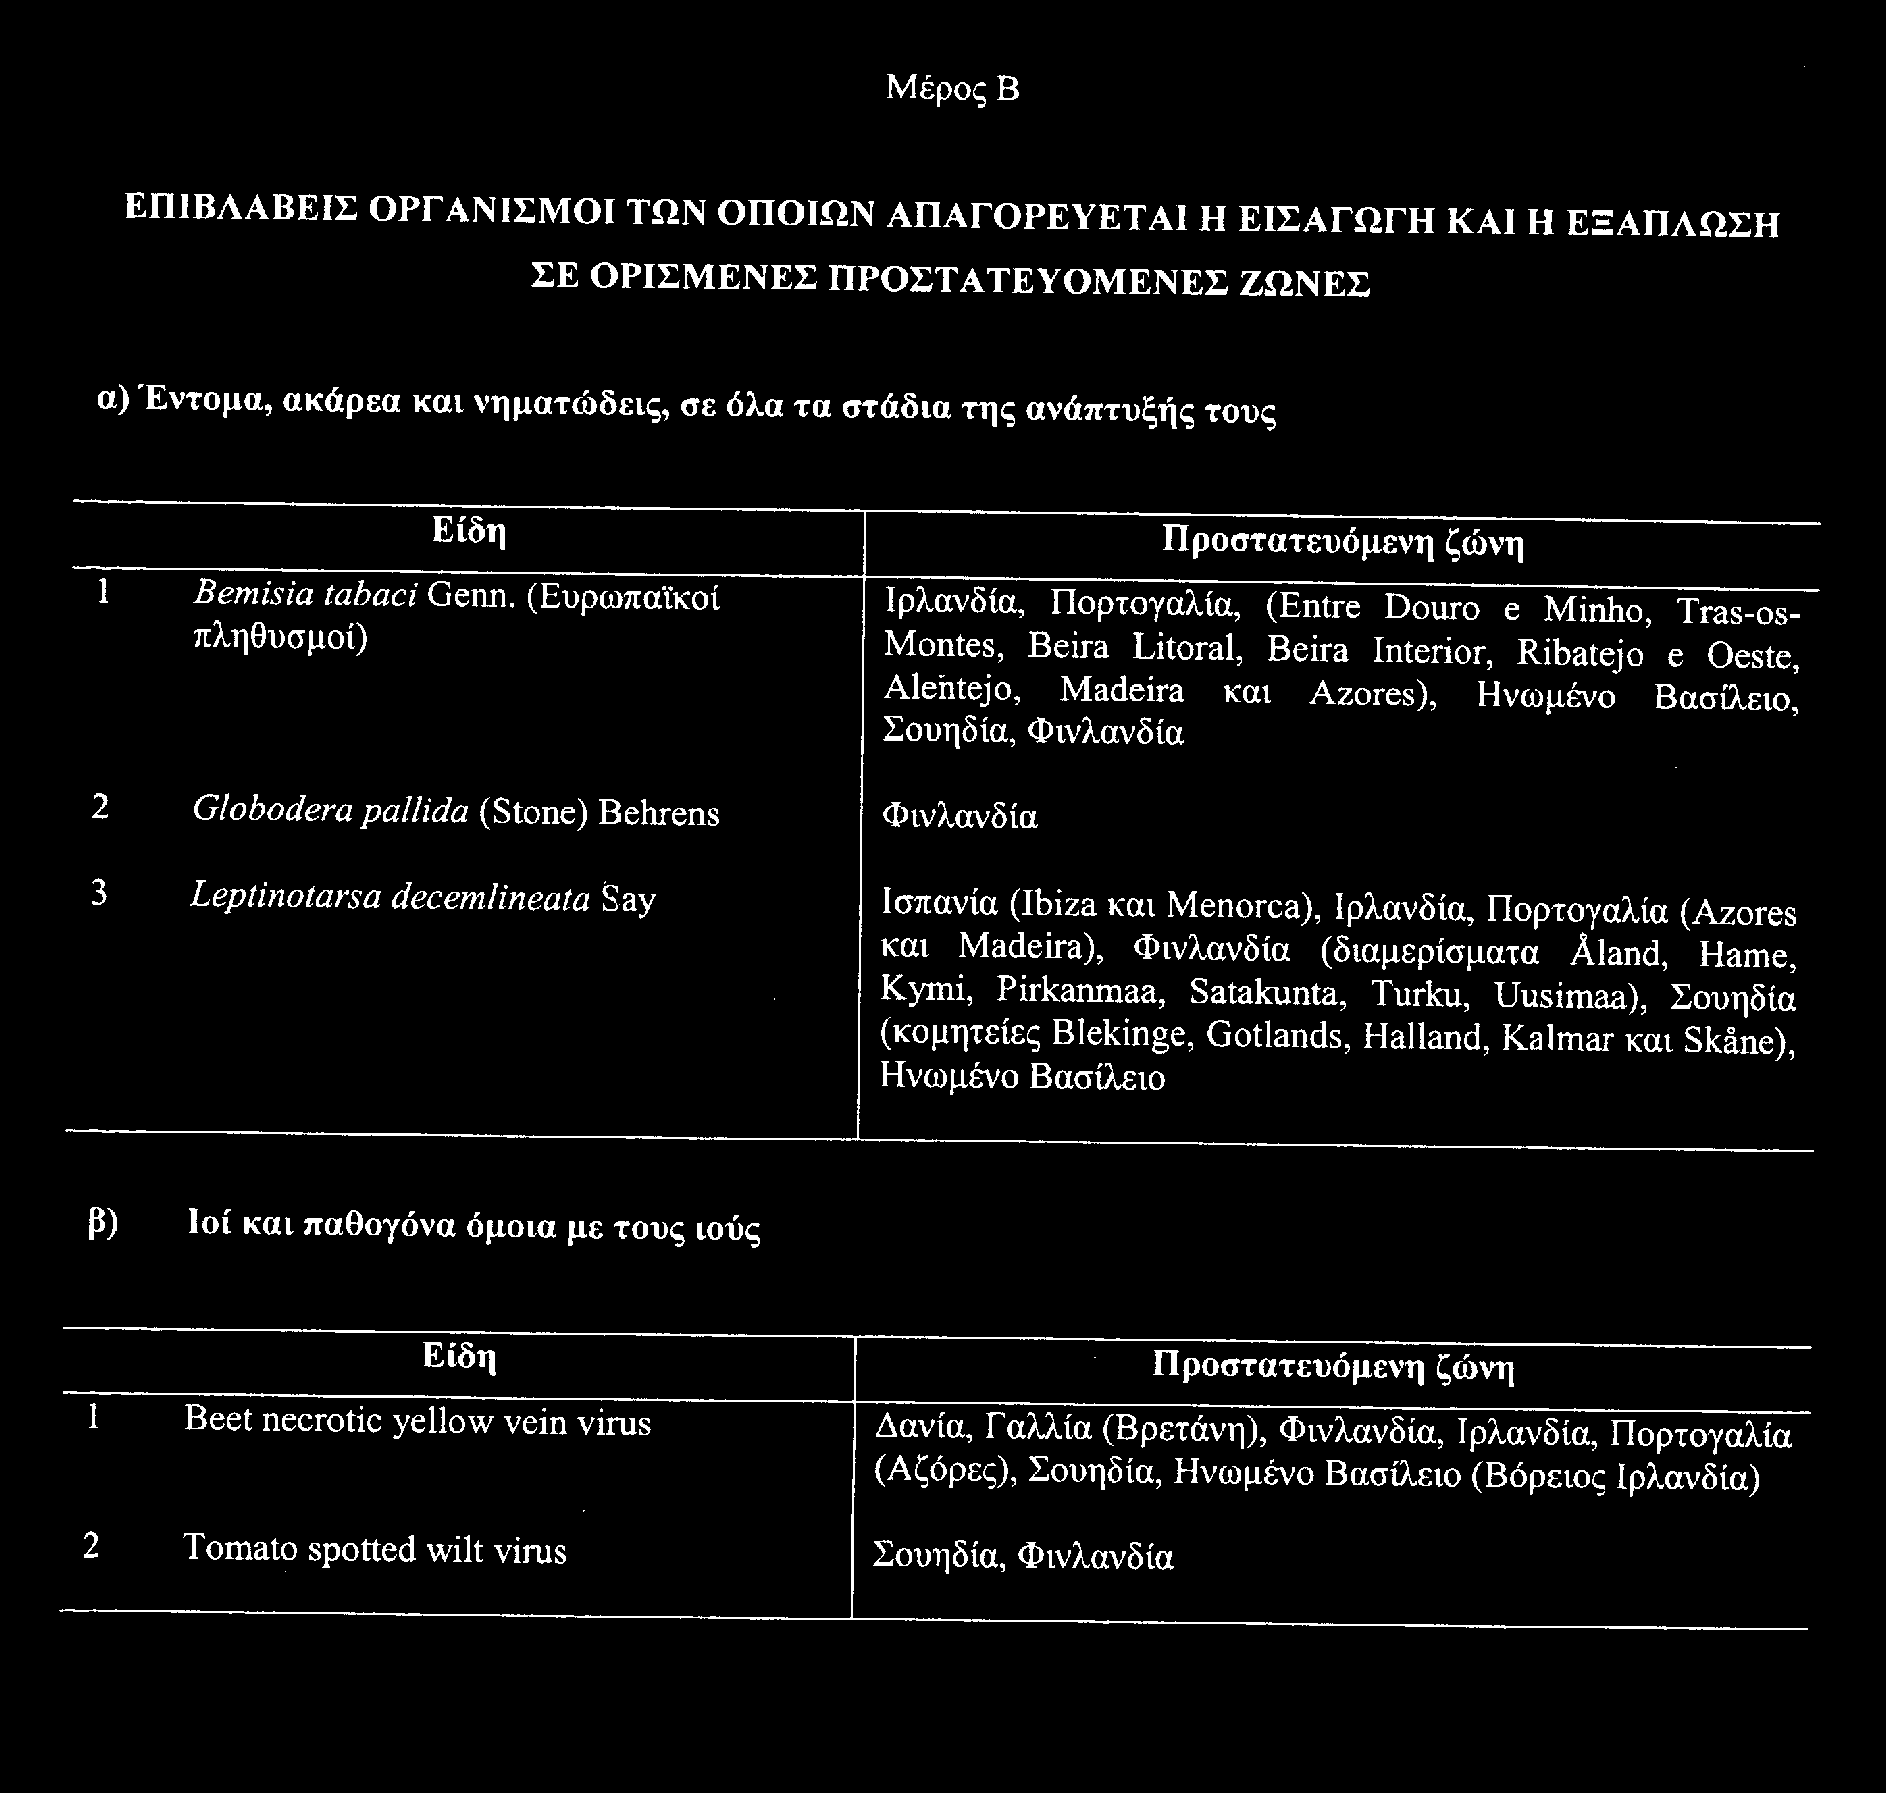 Μέρος Β
ΕΠΙΒΛΑΒΕΙΣ ΟΡΓΑΝΙΣΜΟΙ ΤΩΝ ΟΠΟΙΩΝ ΑΠΑΓΟΡΕΥΕΤΑΙ Η ΕΙΣΑΓΩΓΗ ΚΑΙ Η ΕΞΑΠΛΩΣΗ
ΣΕ ΟΡΙΣΜΕΝΕΣ ΠΡΟΣΤΑΤΕΥΟΜΕΝΕΣ ΖΩΝΕΣ
α) Έντομα, ακάρεα και νηματώδεις, σε όλα τα στάδια της ανάπτυξής τους
Είδη Προστατευόμενη ζώνη
1 Bemisia tabaci Genn. (Ευρωπαϊκοί
πληθυσμοί)
Ιρλανδία, Πορτογαλία, (Entre Douro e Minho, Tras-os-
Montes, Beira Litoral, Beira Interior, Ribatejo e Oeste,
Alentejo, Madeira και Azores), Ηνωμένο Βασίλειο,
Σουηδία, Φινλανδία
2 Globodera pallida (Stone) Behrens Φινλανδία
3 Leptinotarsa decemlineata Say
Ισπανία (Ibiza και Menorca), Ιρλανδία, Πορτογαλία (Azores
και Madeira), Φινλανδία (διαμερίσματα Åland, Hame,
Kymi, Pirkanmaa, Satakunta, Turku, Uusimaa), Σουηδία
(κομητείες Blekinge, Gotlands, Halland, Kalmar και Skåne),
Ηνωμένο Βασίλειο
β) Ιοί και παθογόνα όμοια με τους ιούς
Είδη Προστατευόμενη ζώνη
1 Beet necrotic yellow vein virus
Δανία, Γαλλία (Βρετάνη), Φινλανδία, Ιρλανδία, Πορτογαλία
(Αζόρες), Σουηδία, Ηνωμένο Βασίλειο (Βόρειος Ιρλανδία)
2 Tomato spotted wilt virus Σουηδία, Φινλανδία